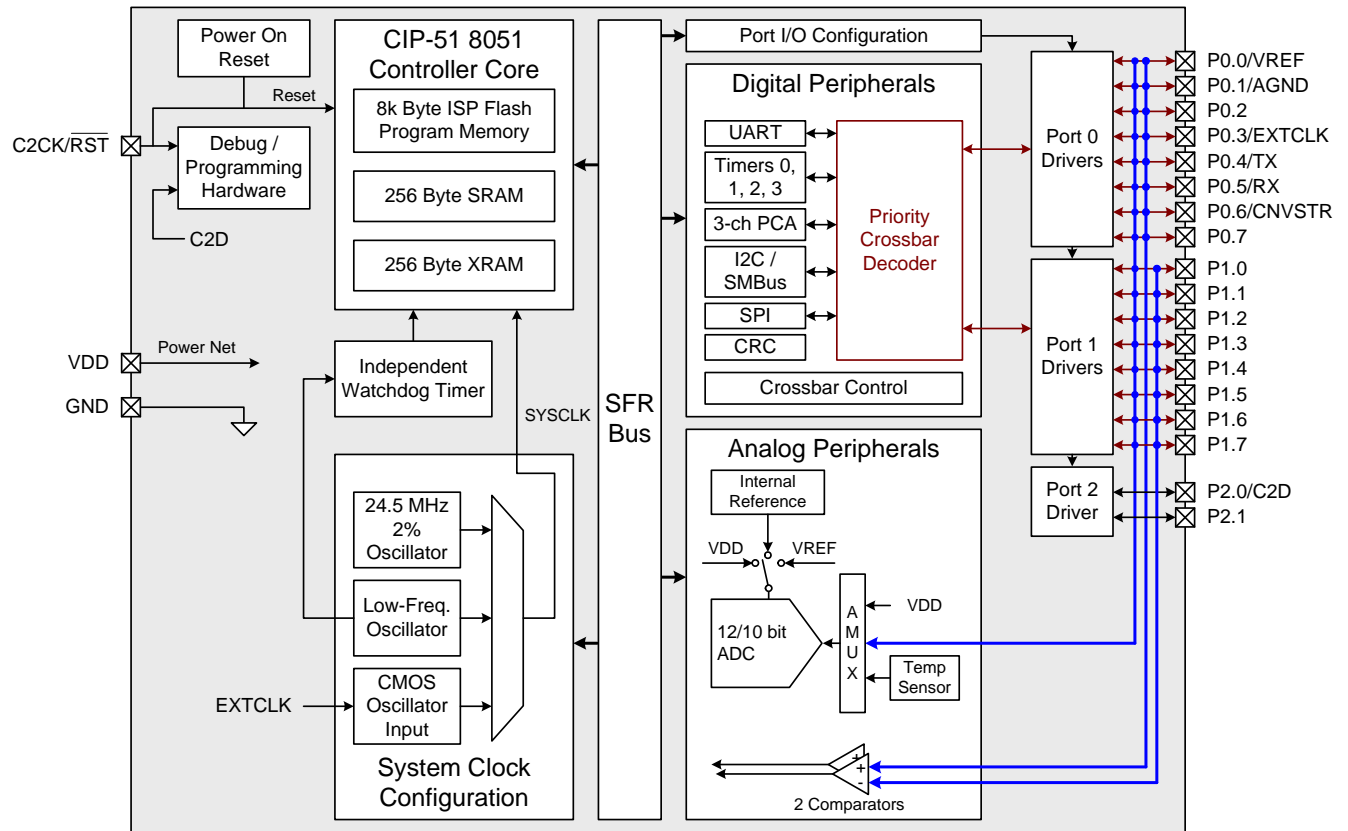 Power On
Reset
Reset
C2CK/RST
Debug /
Programming
Hardware
C2D
VDD
Power Net
GND
CIP-51 8051
Controller Core
8k Byte ISP Flash
Program Memory
256 Byte SRAM
256 Byte XRAM
Independent
Watchdog Timer
SYSCLK
24.5 MHz
2%
Oscillator
Low-Freq.
Oscillator
EXTCLK
CMOS
Oscillator
Input
System Clock
Configuration
SFR
Bus
Port I/O Configuration
Digital Peripherals
UART
Timers 0,
1, 2, 3
3-ch PCA
I2C /
SMBus
SPI
CRC
Priority
Crossbar
Decoder
Crossbar Control
Analog Peripherals
Internal
Reference
VDD
VREF
12/10 bit
ADC
A
M
U
X
VDD
Temp
Sensor
+
+
-
2 Comparators
Port 0
Drivers
Port 1
Drivers
Port 2
Driver
P0.0/VREF
P0.1/AGND
P0.2
P0.3/EXTCLK
P0.4/TX
P0.5/RX
P0.6/CNVSTR
P0.7
P1.0
P1.1
P1.2
P1.3
P1.4
P1.5
P1.6
P1.7
P2.0/C2D
P2.1